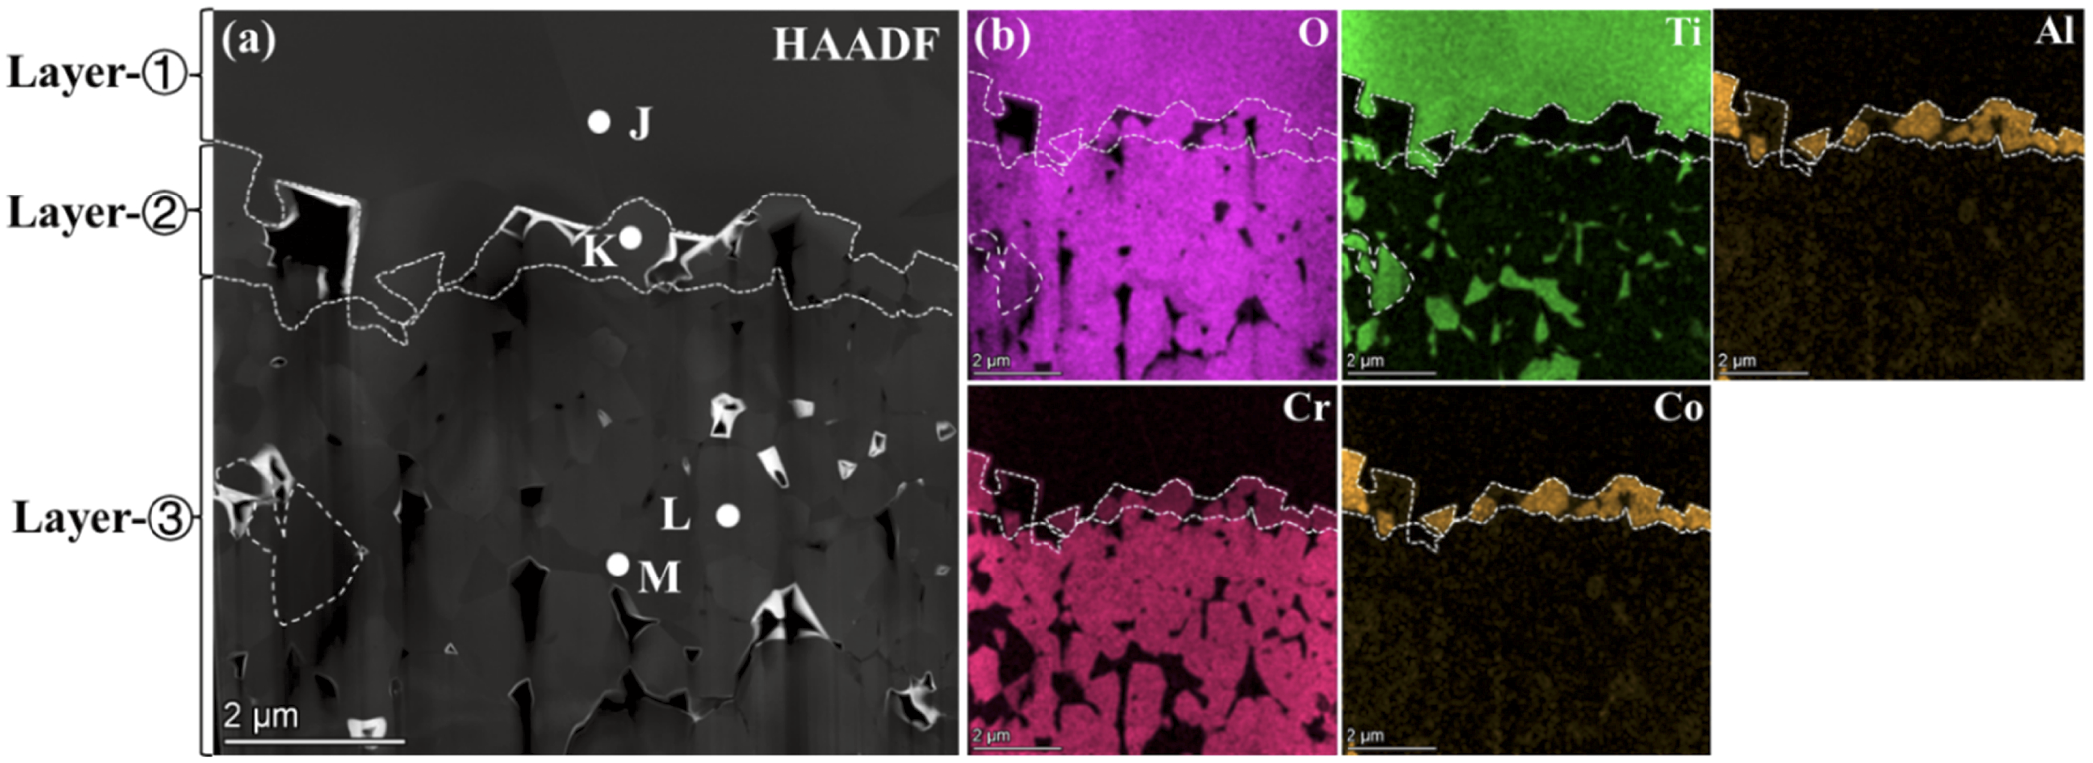 Layer-①
Layer-②
Layer-③
(a)
HAADF
J
K
L
M
2 µm
(b)
O
2 µm
Ti
2 µm
Al
2 µm
Cr
2 µm
Co
2 µm